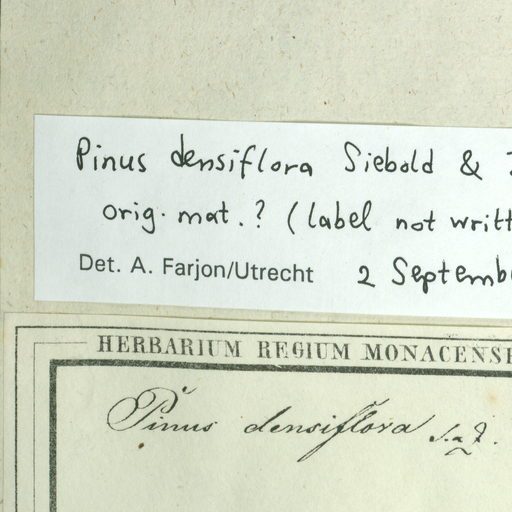 Pinus densiflora Siebold &
orig. mat.? (label not writt
Det. A. Farjon/Utrecht 2 Septemb
HERBARIUM REGIUM MONACENSE
Pinus densiflora S. a Z.